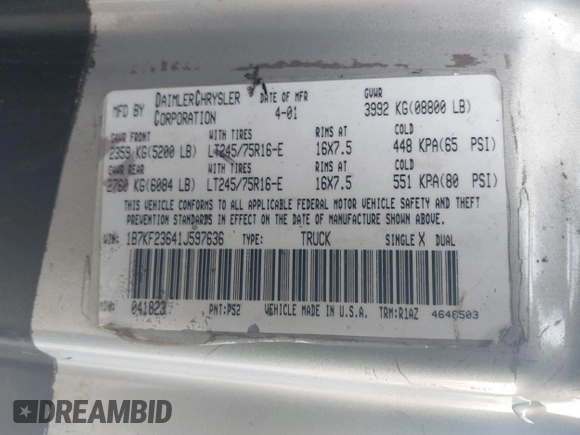 MFD BY DAIMLERCHRYSLER CORPORATION DATE OF MFR 4-01 GVWR 3992 KG(08800 LB)
GAWR FRONT WITH TIRES RIMS AT COLD
2359 KG(5200 LB) LT245/75R16-E 16X7.5 448 KPA(65 PSI)
GAWR REAR WITH TIRES RIMS AT COLD
2760 KG(6084 LB) LT245/75R16-E 16X7.5 551 KPA(80 PSI)
THIS VEHICLE CONFORMS TO ALL APPLICABLE FEDERAL MOTOR VEHICLE SAFETY AND THEFT
PREVENTION STANDARDS IN EFFECT ON THE DATE OF MANUFACTURE SHOWN ABOVE.
VIN: 1B7KF23641J597636 TYPE: TRUCK SINGLE X DUAL
MDH: 041823 PNT:PS2 VEHICLE MADE IN U.S.A. TRM:R1AZ 4646503
DREAMBID